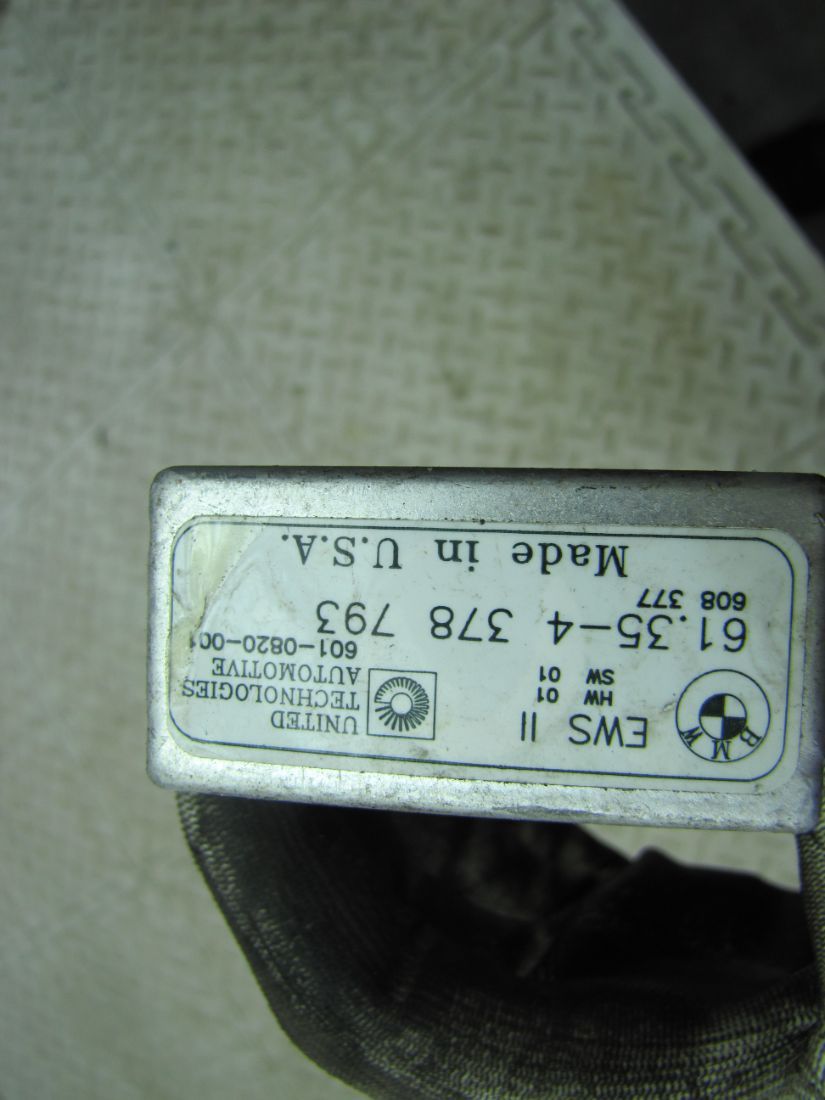 BMW
EWS II
HW 01
SW 01
UNITED
TECHNOLOGIES
AUTOMOTIVE
601-0820-001
61.35-4 378 793
608 377
Made in U.S.A.